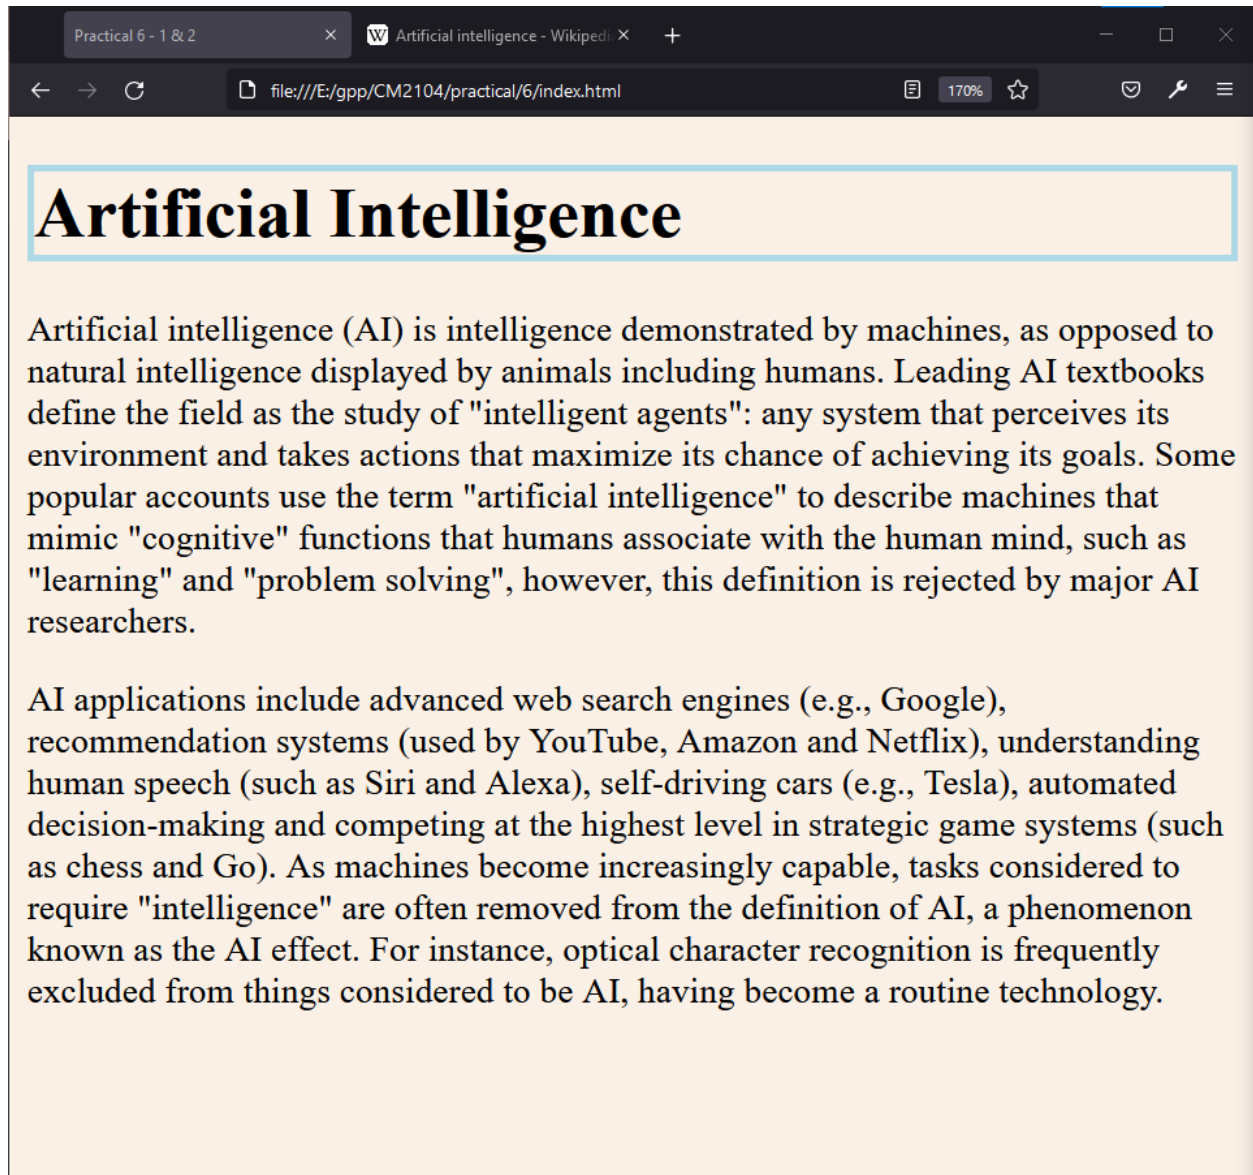 Practical 6 - 1 & 2
W Artificial intelligence - Wikipedi
file:///E:/gpp/CM2104/practical/6/index.html
170%
Artificial Intelligence
Artificial intelligence (AI) is intelligence demonstrated by machines, as opposed to
natural intelligence displayed by animals including humans. Leading AI textbooks
define the field as the study of "intelligent agents": any system that perceives its
environment and takes actions that maximize its chance of achieving its goals. Some
popular accounts use the term "artificial intelligence" to describe machines that
mimic "cognitive" functions that humans associate with the human mind, such as
"learning" and "problem solving", however, this definition is rejected by major AI
researchers.
AI applications include advanced web search engines (e.g., Google),
recommendation systems (used by YouTube, Amazon and Netflix), understanding
human speech (such as Siri and Alexa), self-driving cars (e.g., Tesla), automated
decision-making and competing at the highest level in strategic game systems (such
as chess and Go). As machines become increasingly capable, tasks considered to
require "intelligence" are often removed from the definition of AI, a phenomenon
known as the AI effect. For instance, optical character recognition is frequently
excluded from things considered to be AI, having become a routine technology.